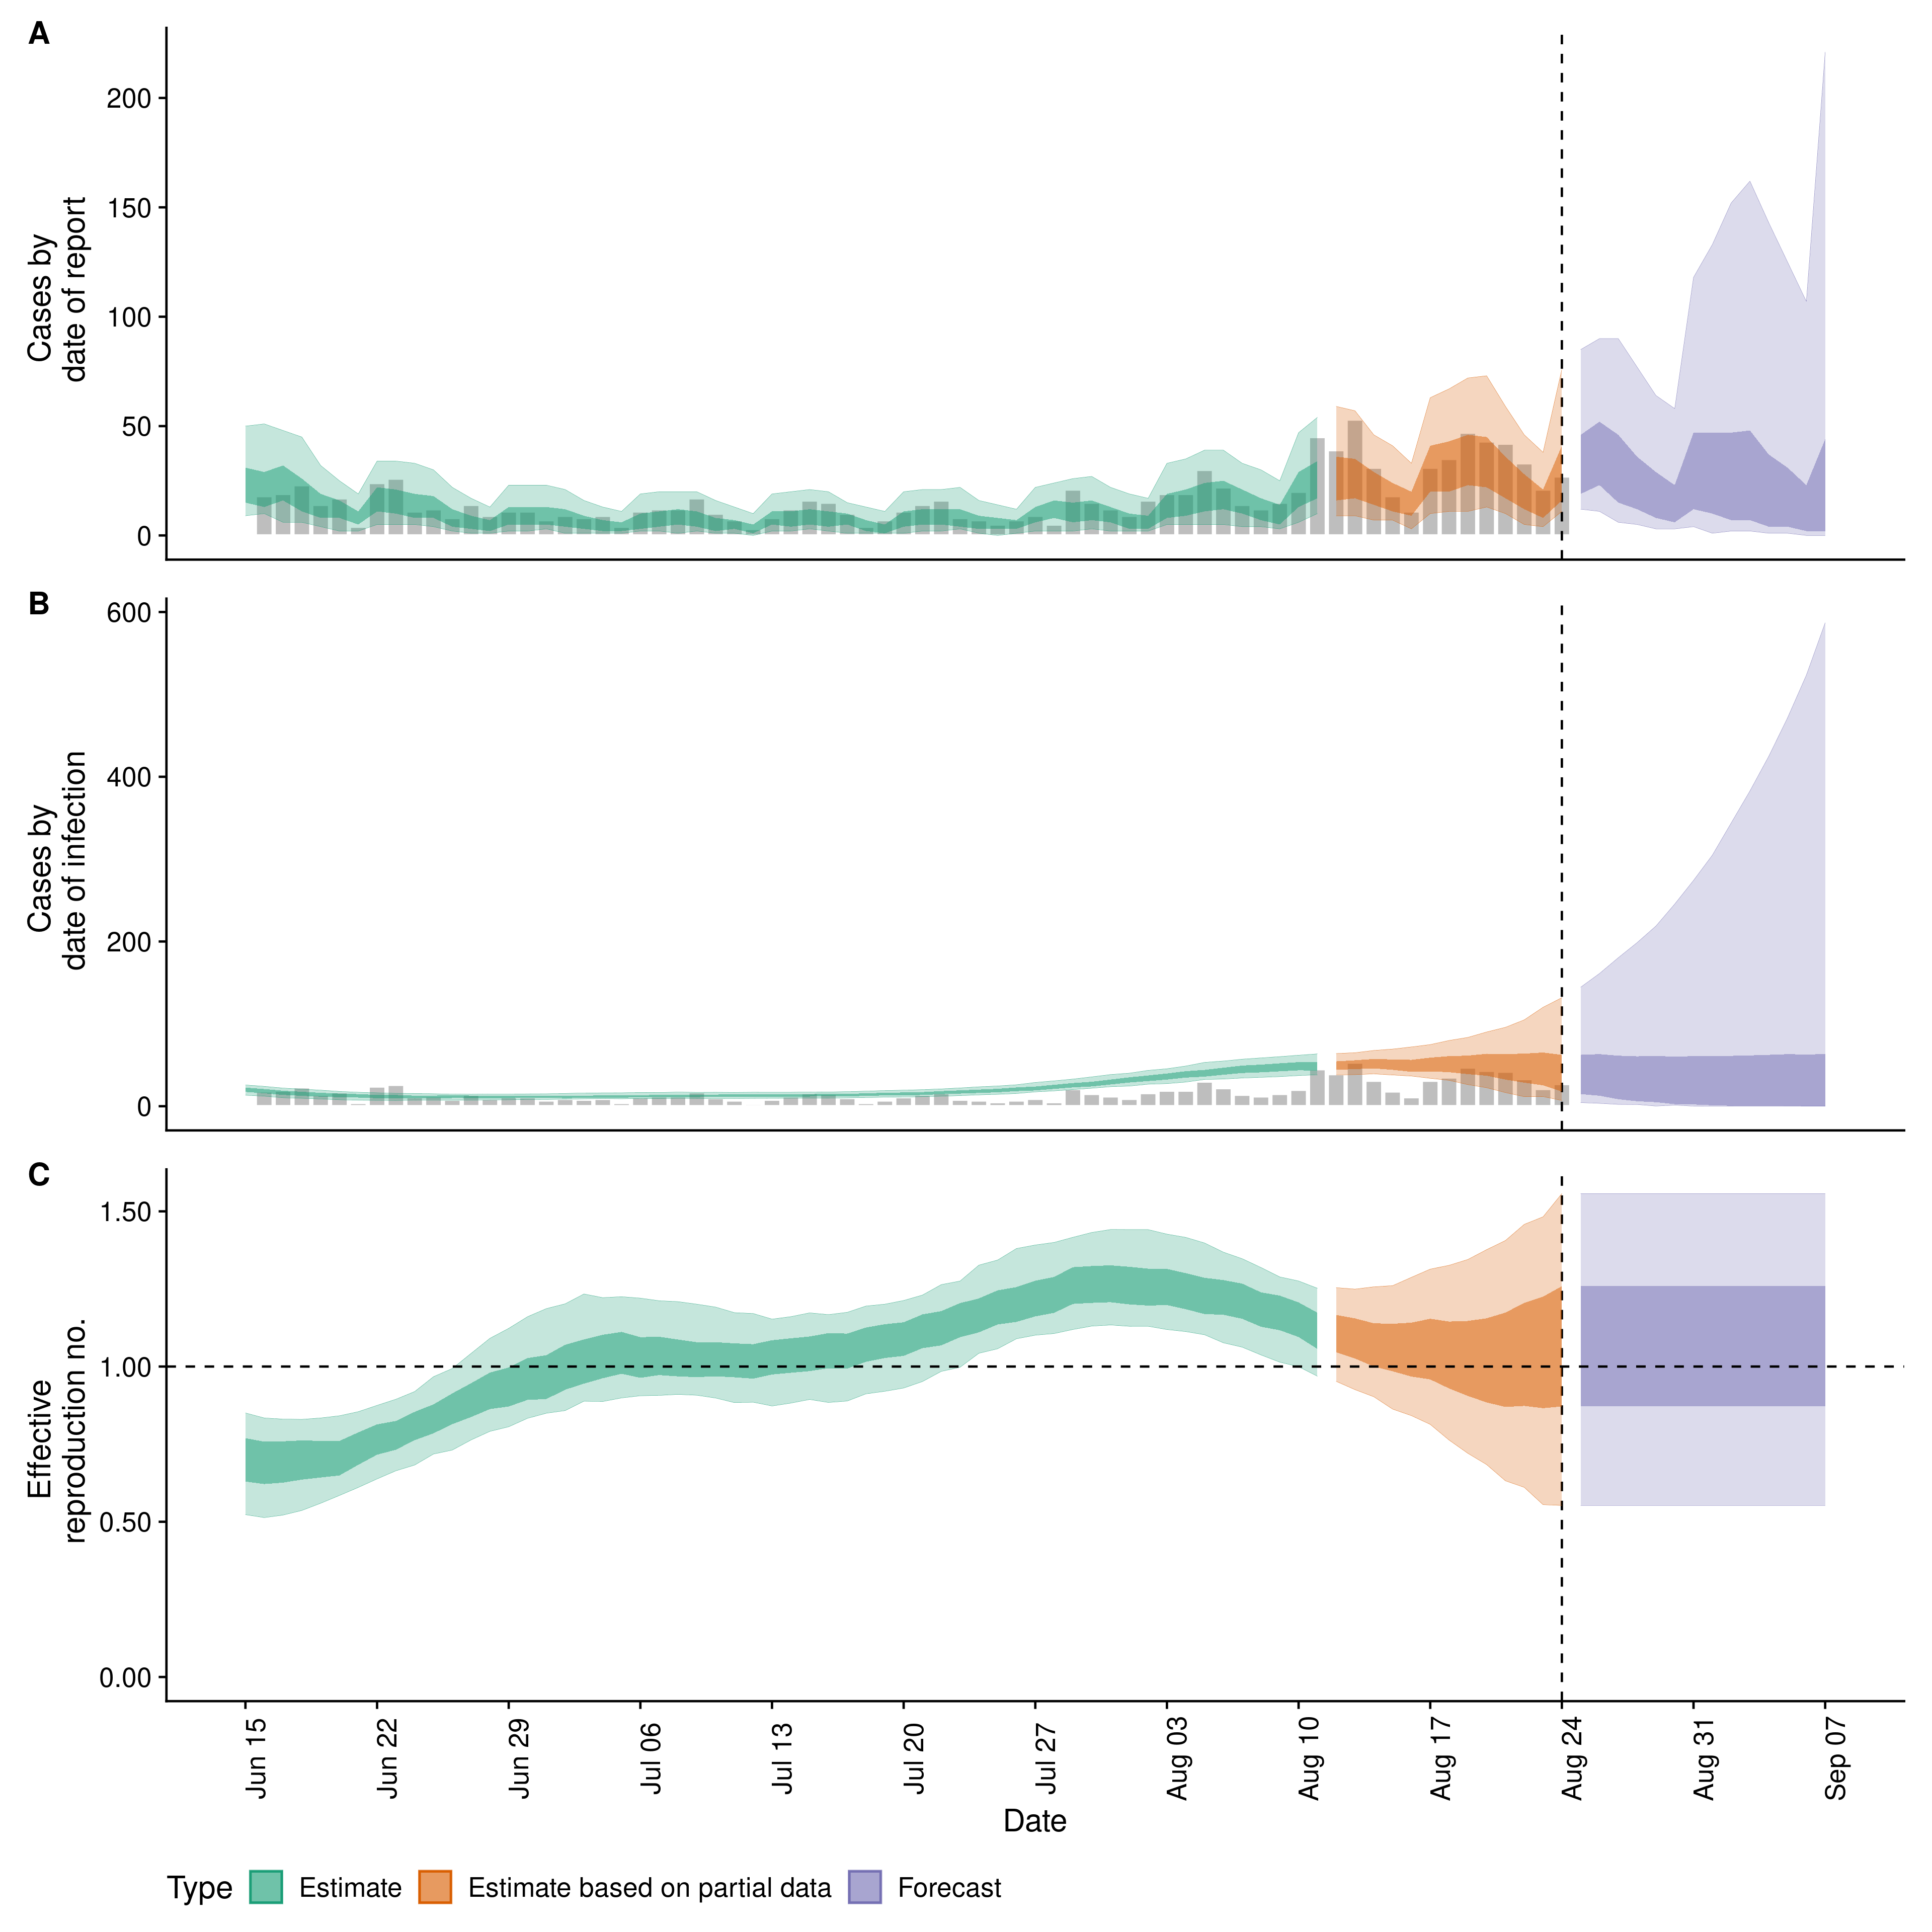 A
Cases by
date of report
200
150
100
50
0
B
Cases by
date of infection
600
400
200
0
C
Effective
reproduction no.
1.50
1.00
0.50
0.00
Jun 15
Jun 22
Jun 29
Jul 06
Jul 13
Jul 20
Jul 27
Aug 03
Aug 10
Aug 17
Aug 24
Aug 31
Sep 07
Date
Type Estimate Estimate based on partial data Forecast